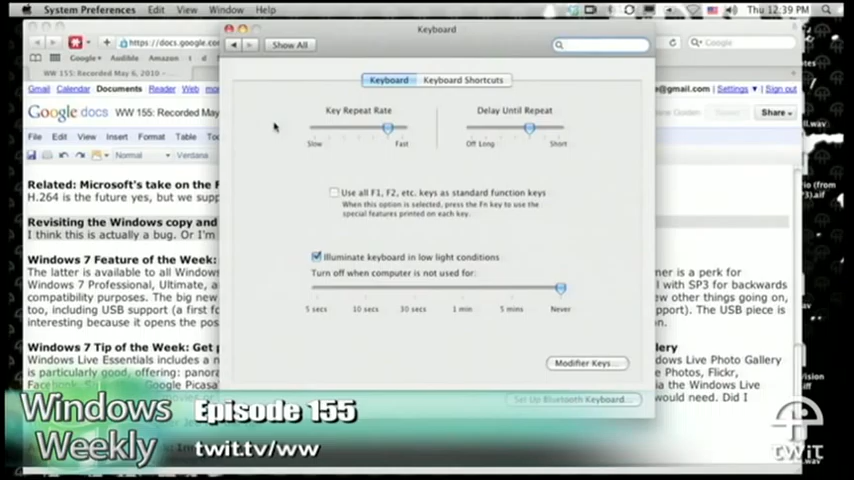 System Preferences Edit View Window Help
Thu 12:39 PM
Keyboard
Show All
https://docs.google.co
Google
Google Audible Amazon
WW 155: Recorded May 6, 2010 -
Keyboard Keyboard Shortcuts
Gmail Calendar Documents Reader Web
@gmail.com Settings Sign out
Google docs WW 155: Recorded May
Share
Key Repeat Rate Delay Until Repeat
File Edit View Insert Format Table
Slow Fast Off Long Short
Normal Verdana
Related: Microsoft's take on the F
H.264 is the future yes, but we supp
Use all F1, F2, etc. keys as standard function keys
When this option is selected, press the Fn key to use the
special features printed on each key.
Revisiting the Windows copy and
I think this is actually a bug. Or I'm
Windows 7 Feature of the Week:
Illuminate keyboard in low light conditions
The latter is available to all Window
mer is a perk for
Turn off when computer is not used for:
Windows 7 Professional, Ultimate, a
l with SP3 for backwards
compatibility purposes. The big new
ew other things going on,
too, including USB support (a first fo
. The USB piece is
5 secs 10 secs 30 secs 1 min 5 mins Never
interesting because it opens the pos
Windows 7 Tip of the Week: Get p
llery
Windows Live Essentials includes a n
ve Live Photo Gallery
Modifier Keys...
is particularly good, offering: panora
s Photos, Flickr,
Facebook,
Google Picasa
ia the Windows Live
would need. Did I
Set Up Bluetooth Keyboard...
Windows
Weekly
Episode 155
twit.tv/ww
TWiT